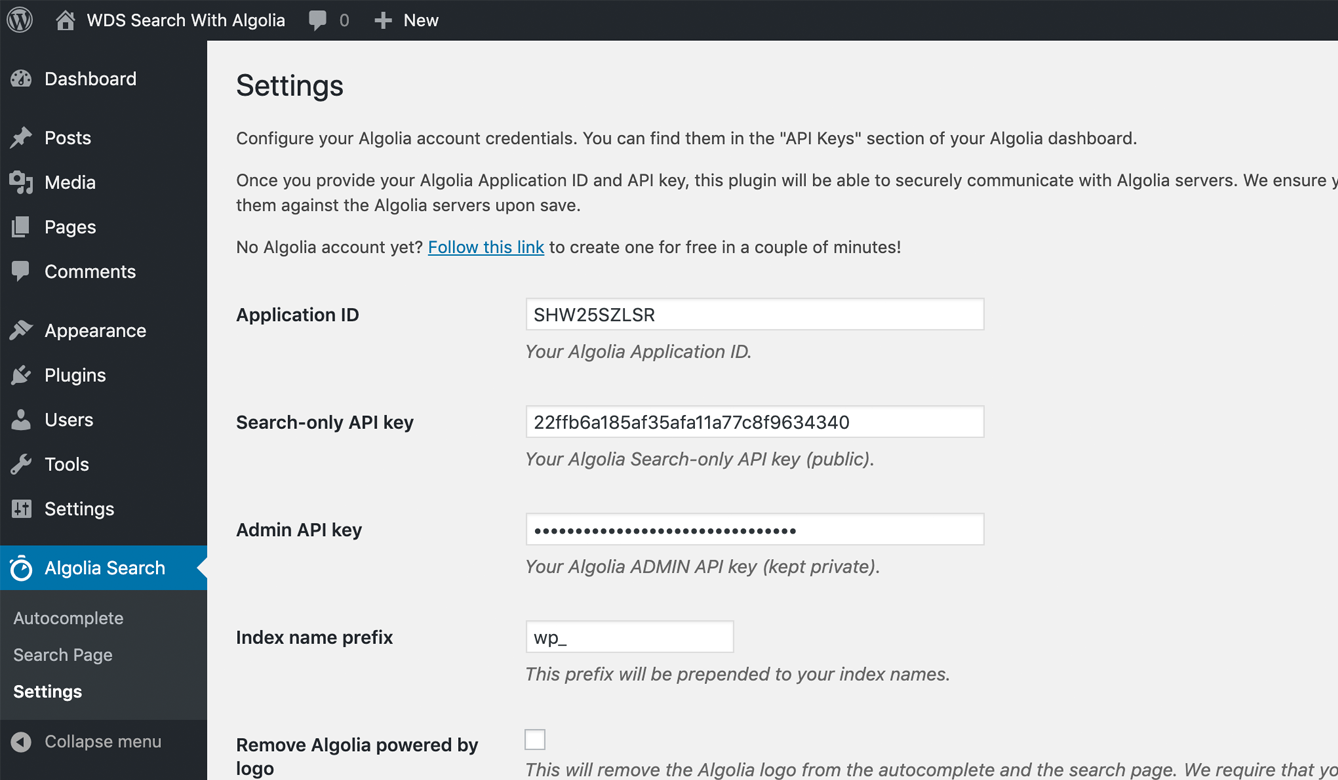 WDS Search With Algolia 0 New
Dashboard
Posts
Media
Pages
Comments
Appearance
Plugins
Users
Tools
Settings
Algolia Search
Autocomplete
Search Page
Settings
Collapse menu
Settings
Configure your Algolia account credentials. You can find them in the "API Keys" section of your Algolia dashboard.
Once you provide your Algolia Application ID and API key, this plugin will be able to securely communicate with Algolia servers. We ensure
them against the Algolia servers upon save.
No Algolia account yet? Follow this link to create one for free in a couple of minutes!
Application ID
SHW25SZLSR
Your Algolia Application ID.
Search-only API key
22ffb6a185af35afa11a77c8f9634340
Your Algolia Search-only API key (public).
Admin API key
••••••••••••••••••••••••••••••••
Your Algolia ADMIN API key (kept private).
Index name prefix
wp_
This prefix will be prepended to your index names.
Remove Algolia powered by
logo
This will remove the Algolia logo from the autocomplete and the search page. We require that